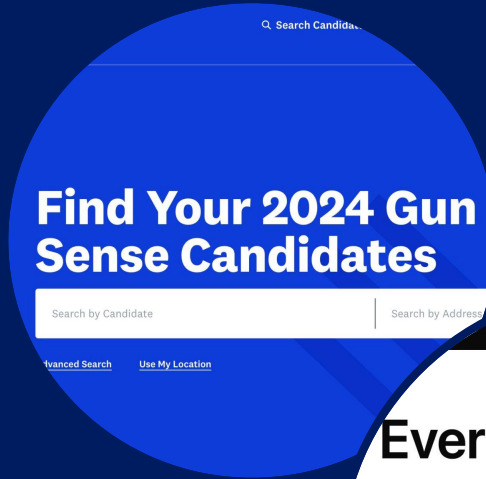 Search Candidat
Find Your 2024 Gun
Sense Candidates
Search by Candidate
Search by Address
dvanced Search Use My Location
Ever